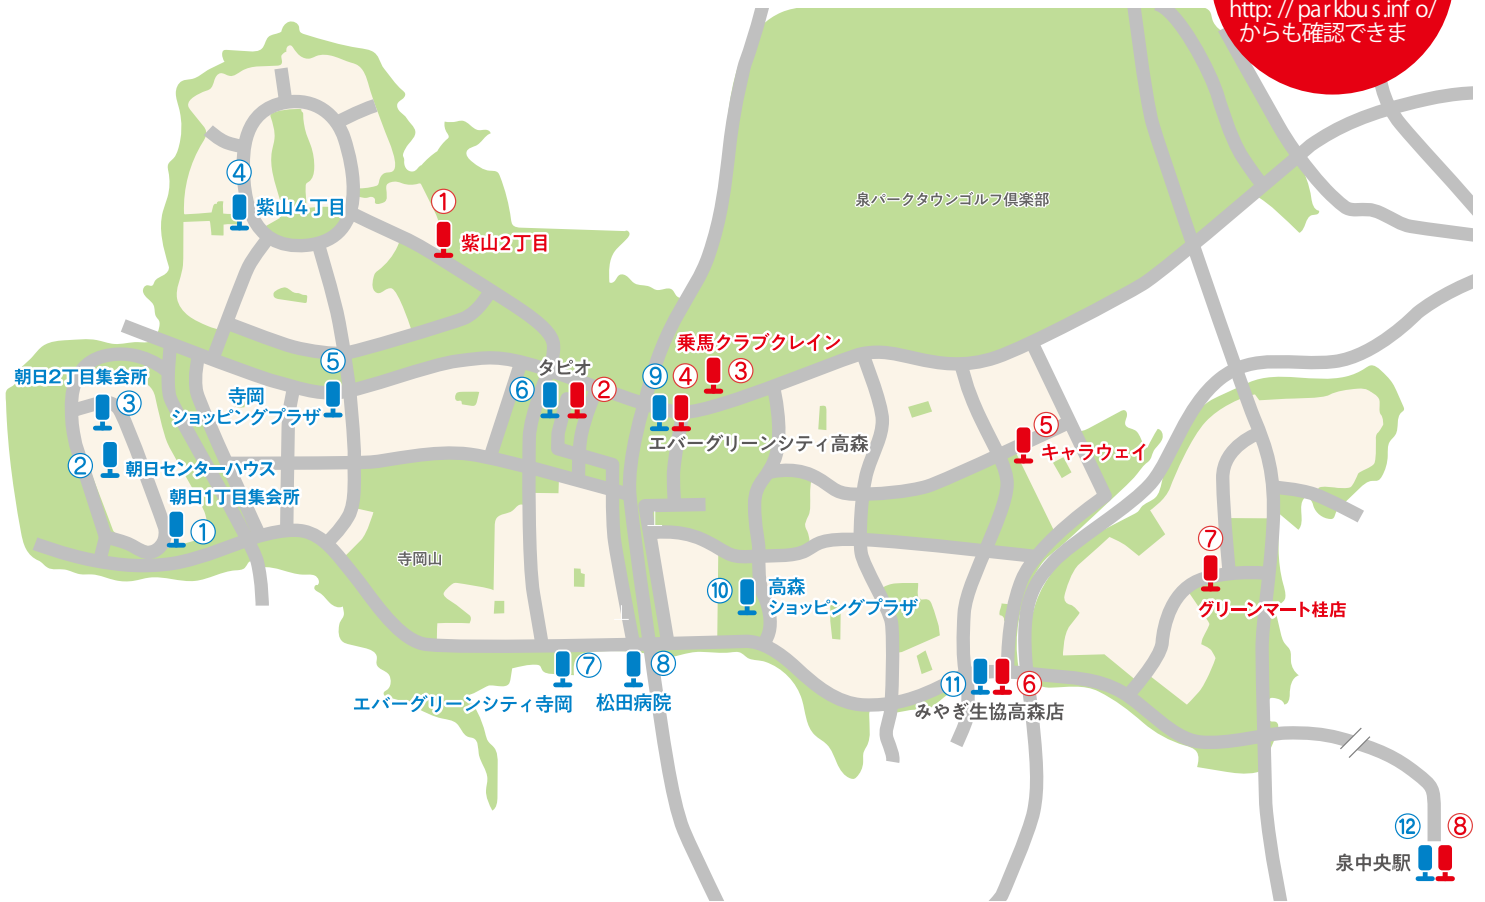 http://parkbus.info/
からも確認できま
④
紫山4丁目
①
紫山2丁目
泉パークタウンゴルフ倶楽部
乗馬クラブクレイン
③
⑤
タピオ
⑥
②
⑨
④
朝日2丁目集会所
③
寺岡
ショッピングプラザ
エバーグリーンシティ高森
⑤
キャラウェイ
②
朝日センターハウス
朝日1丁目集会所
①
寺岡山
⑦
グリーンマート桂店
⑩
高森
ショッピングプラザ
⑦
⑧
エバーグリーンシティ寺岡
松田病院
⑪
⑥
みやぎ生協高森店
⑫
⑧
泉中央駅